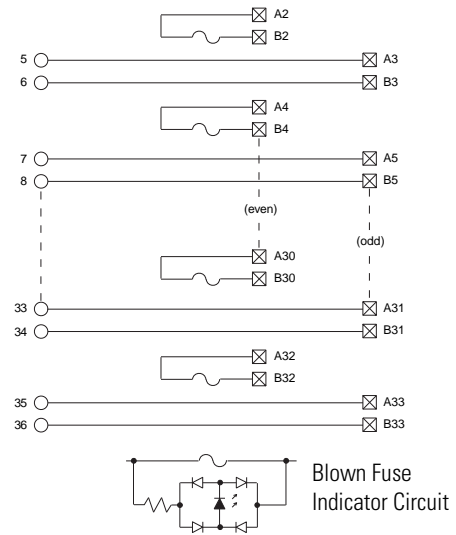 A2
B2
5 A3
6 B3
A4
B4
7 A5
8 B5
(even)
(odd)
A30
B30
33 A31
34 B31
A32
B32
35 A33
36 B33
Blown Fuse
Indicator Circuit